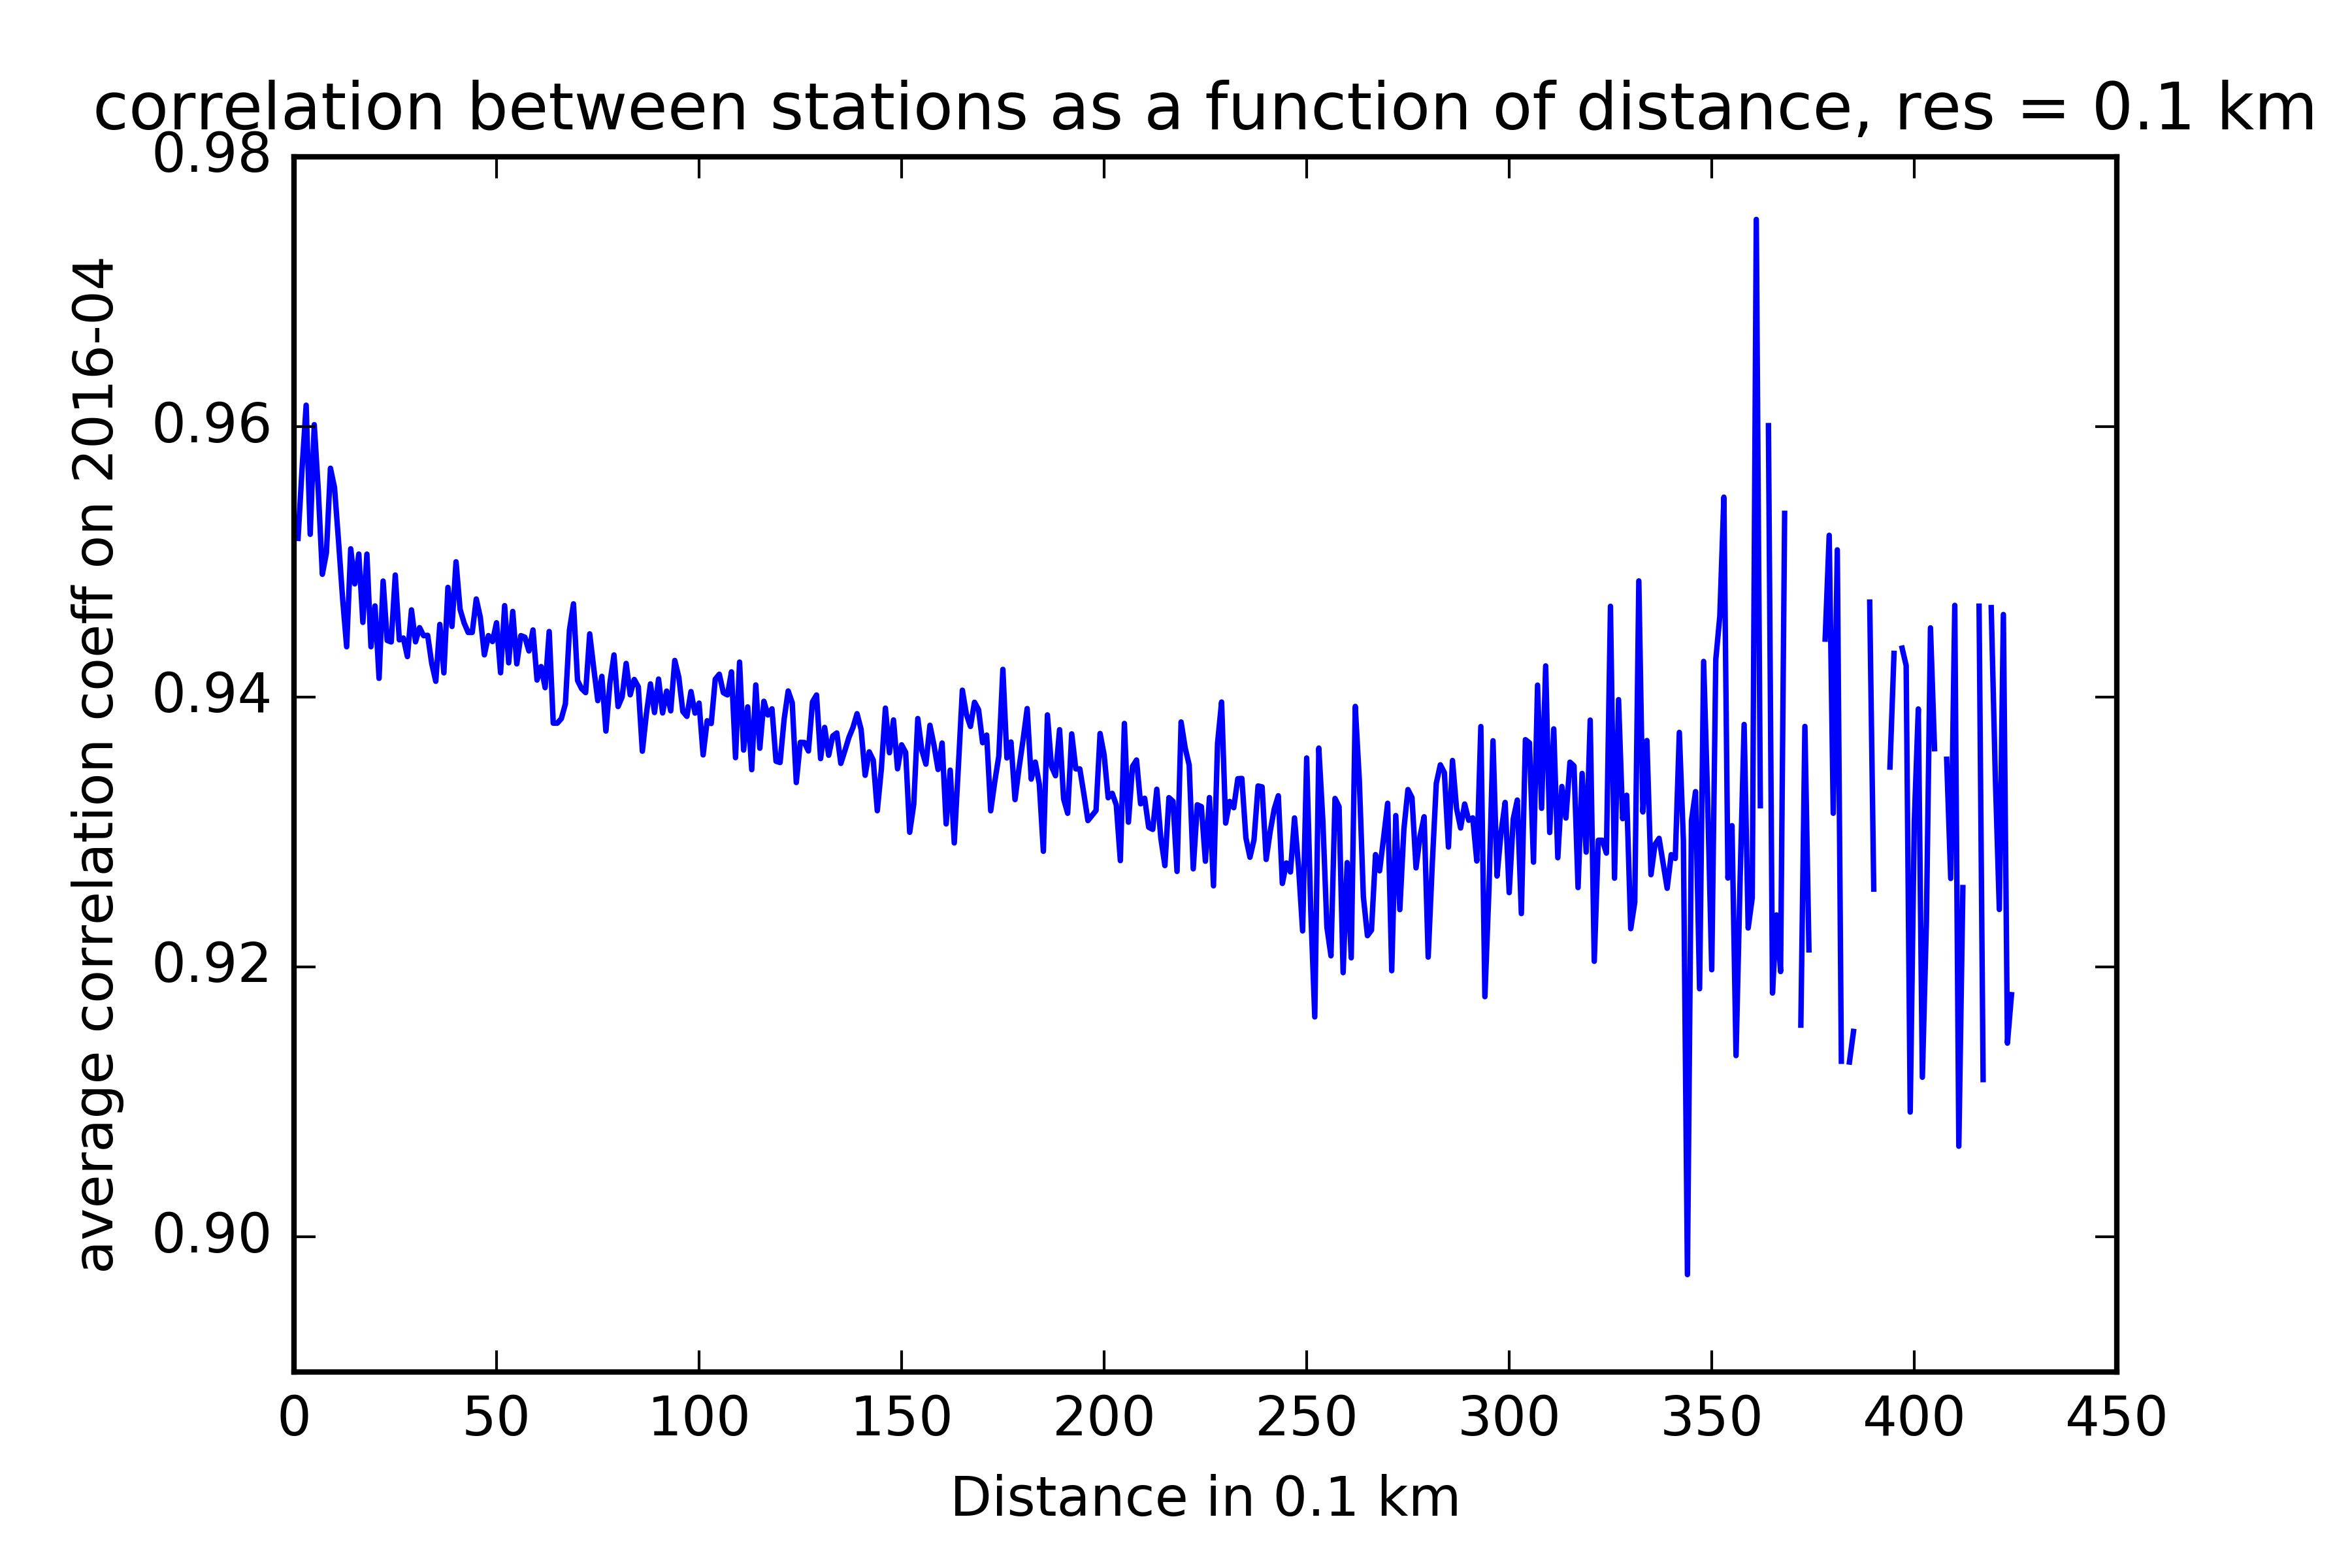 correlation between stations as a function of distance, res = 0.1 km
average correlation coeff on 2016-04
0.98
0.96
0.94
0.92
0.90
0 50 100 150 200 250 300 350 400 450
Distance in 0.1 km